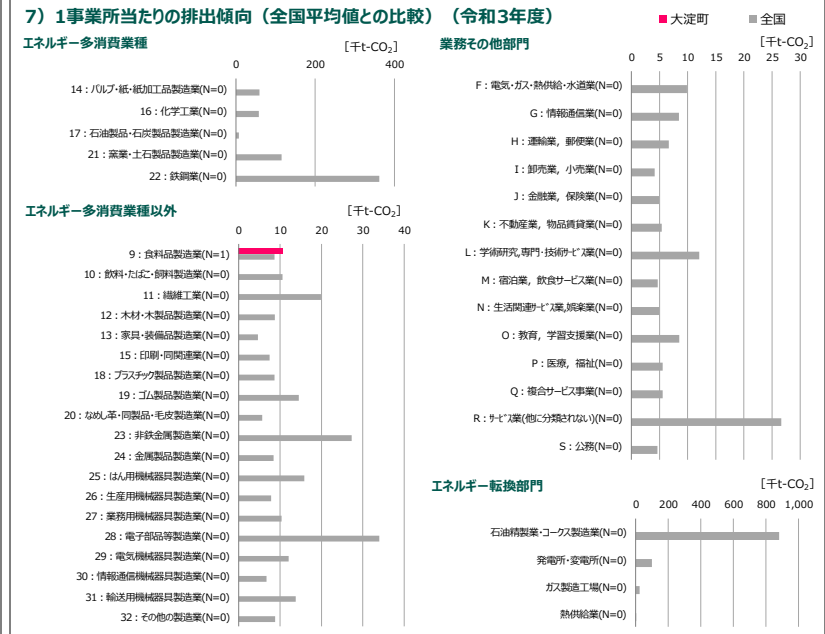 7）1事業所当たりの排出傾向（全国平均値との比較）（令和3年度）
■大淀町 ■全国
エネルギー多消費業種
［千t-CO₂］
0 200 400
14：パルプ・紙・紙加工品製造業(N=0)
16：化学工業(N=0)
17：石油製品・石炭製品製造業(N=0)
21：窯業・土石製品製造業(N=0)
22：鉄鋼業(N=0)
エネルギー多消費業種以外
［千t-CO₂］
0 10 20 30 40
9：食料品製造業(N=1)
10：飲料・たばこ・飼料製造業(N=0)
11：繊維工業(N=0)
12：木材・木製品製造業(N=0)
13：家具・装備品製造業(N=0)
15：印刷・同関連業(N=0)
18：プラスチック製品製造業(N=0)
19：ゴム製品製造業(N=0)
20：なめし革・同製品・毛皮製造業(N=0)
23：非鉄金属製造業(N=0)
24：金属製品製造業(N=0)
25：はん用機械器具製造業(N=0)
26：生産用機械器具製造業(N=0)
27：業務用機械器具製造業(N=0)
28：電子部品等製造業(N=0)
29：電気機械器具製造業(N=0)
30：情報通信機械器具製造業(N=0)
31：輸送用機械器具製造業(N=0)
32：その他の製造業(N=0)
業務その他部門
［千t-CO₂］
0 5 10 15 20 25 30
F：電気・ガス・熱供給・水道業(N=0)
G：情報通信業(N=0)
H：運輸業，郵便業(N=0)
I：卸売業，小売業(N=0)
J：金融業，保険業(N=0)
K：不動産業，物品賃貸業(N=0)
L：学術研究,専門・技術ｻｰﾋﾞｽ業(N=0)
M：宿泊業，飲食サービス業(N=0)
N：生活関連ｻｰﾋﾞｽ業,娯楽業(N=0)
O：教育，学習支援業(N=0)
P：医療，福祉(N=0)
Q：複合サービス事業(N=0)
R：ｻｰﾋﾞｽ業(他に分類されない)(N=0)
S：公務(N=0)
エネルギー転換部門
［千t-CO₂］
0 200 400 600 800 1,000
石油精製業・コークス製造業(N=0)
発電所・変電所(N=0)
ガス製造工場(N=0)
熱供給業(N=0)